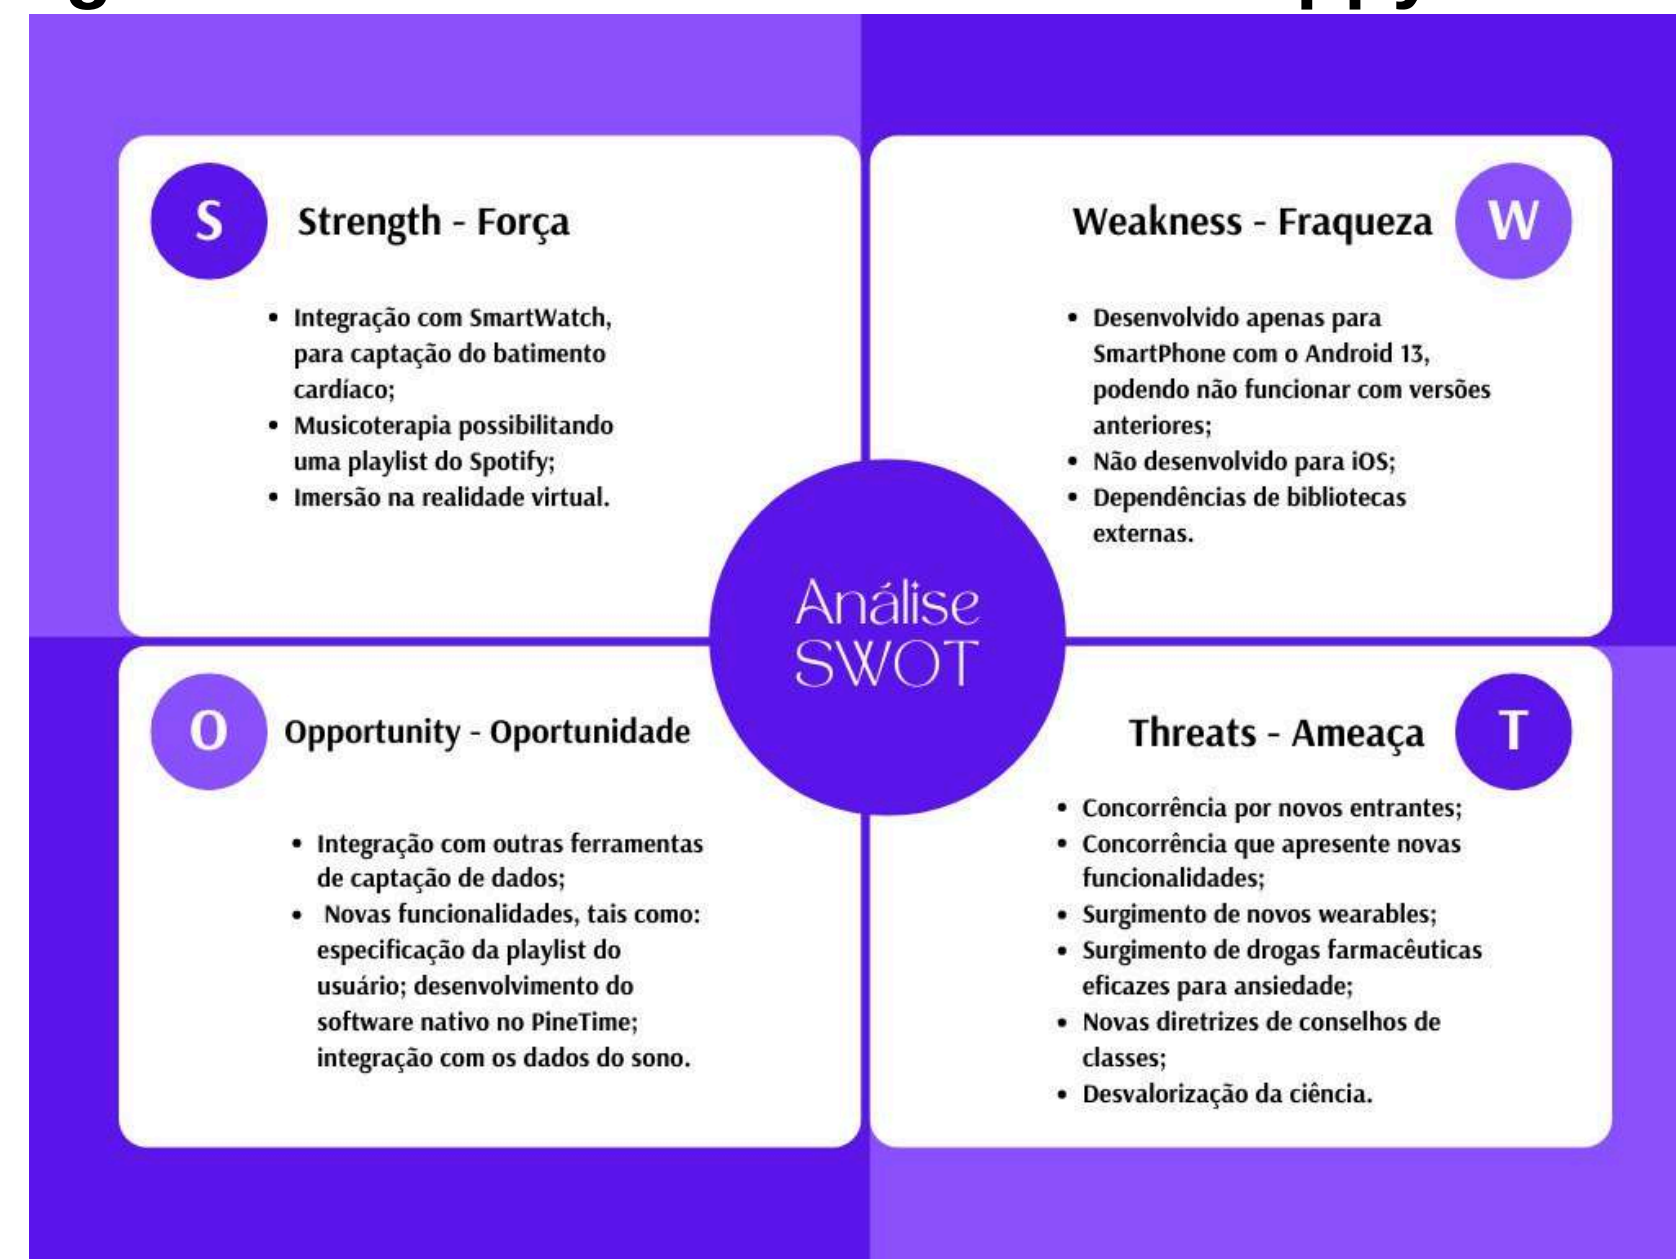 S
Strength - Força
Integração com SmartWatch,
para captação do batimento
cardíaco;
Musicoterapia possibilitando
uma playlist do Spotify;
Imersão na realidade virtual.
Weakness - Fraqueza
W
Desenvolvido apenas para
SmartPhone com o Android 13,
podendo não funcionar com versões
anteriores;
Não desenvolvido para iOS;
Dependências de bibliotecas
externas.
Análise
SWOT
O
Opportunity - Oportunidade
Integração com outras ferramentas
de captação de dados;
Novas funcionalidades, tais como:
especificação da playlist do
usuário; desenvolvimento do
software nativo no PineTime;
integração com os dados do sono.
Threats - Ameaça
T
Concorrência por novos entrantes;
Concorrência que apresente novas
funcionalidades;
Surgimento de novos wearables;
Surgimento de drogas farmacêuticas
eficazes para ansiedade;
Novas diretrizes de conselhos de
classes;
Desvalorização da ciência.